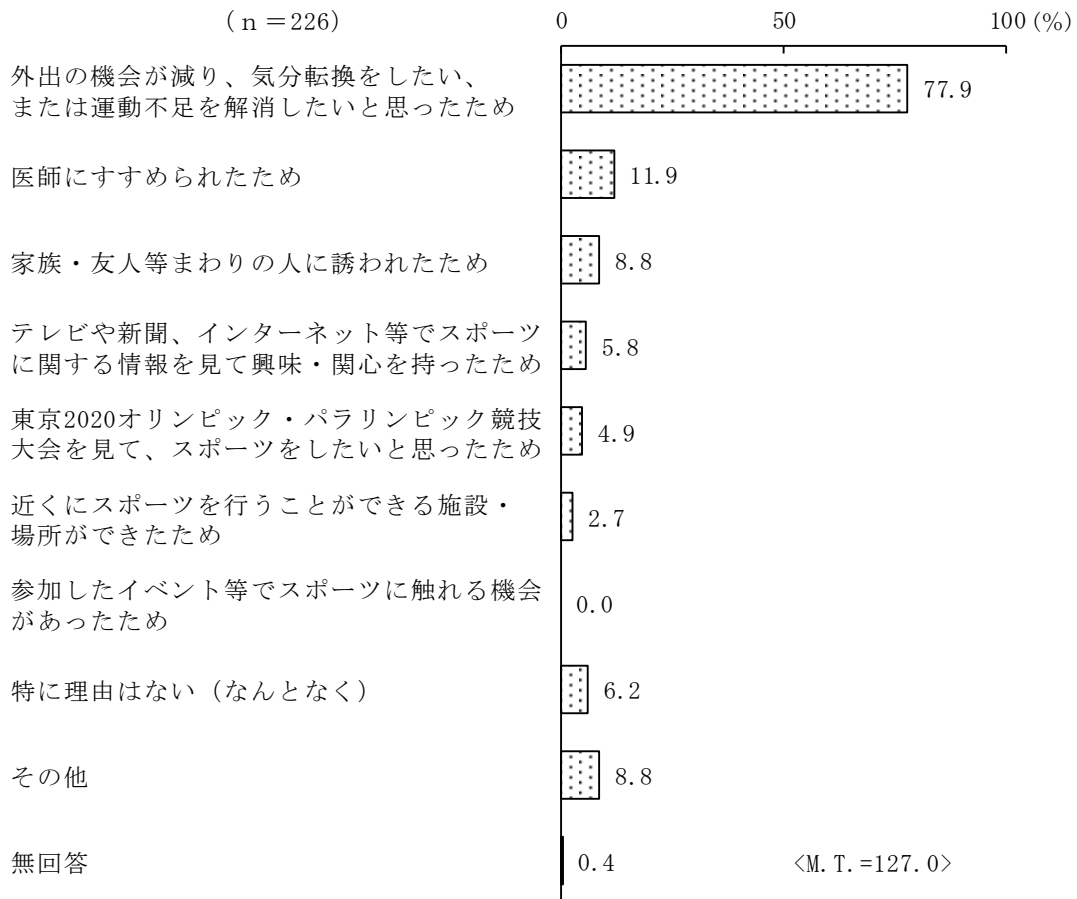 (n=226)
0 50 100(%)
外出の機会が減り、気分転換をしたい、
または運動不足を解消したいと思ったため
77.9
医師にすすめられたため
11.9
家族・友人等まわりの人に誘われたため
8.8
テレビや新聞、インターネット等でスポーツ
に関する情報を見て興味・関心を持ったため
5.8
東京2020オリンピック・パラリンピック競技
大会を見て、スポーツをしたいと思ったため
4.9
近くにスポーツを行うことができる施設・
場所ができたため
2.7
参加したイベント等でスポーツに触れる機会
があったため
0.0
特に理由はない（なんとなく）
6.2
その他
8.8
無回答
0.4
<M.T.=127.0>